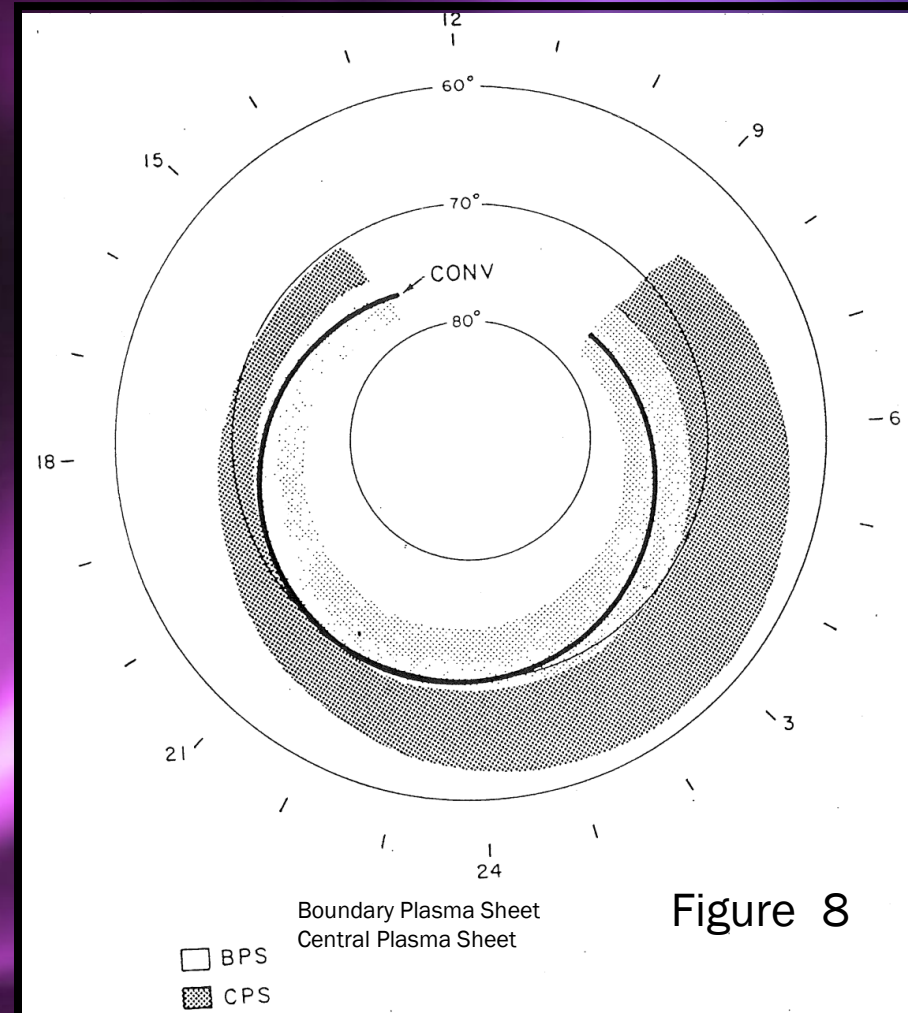 12
60°
9
15
70°
CONV
80°
6
18
3
21
24
Boundary Plasma Sheet
Central Plasma Sheet
Figure 8
BPS
CPS